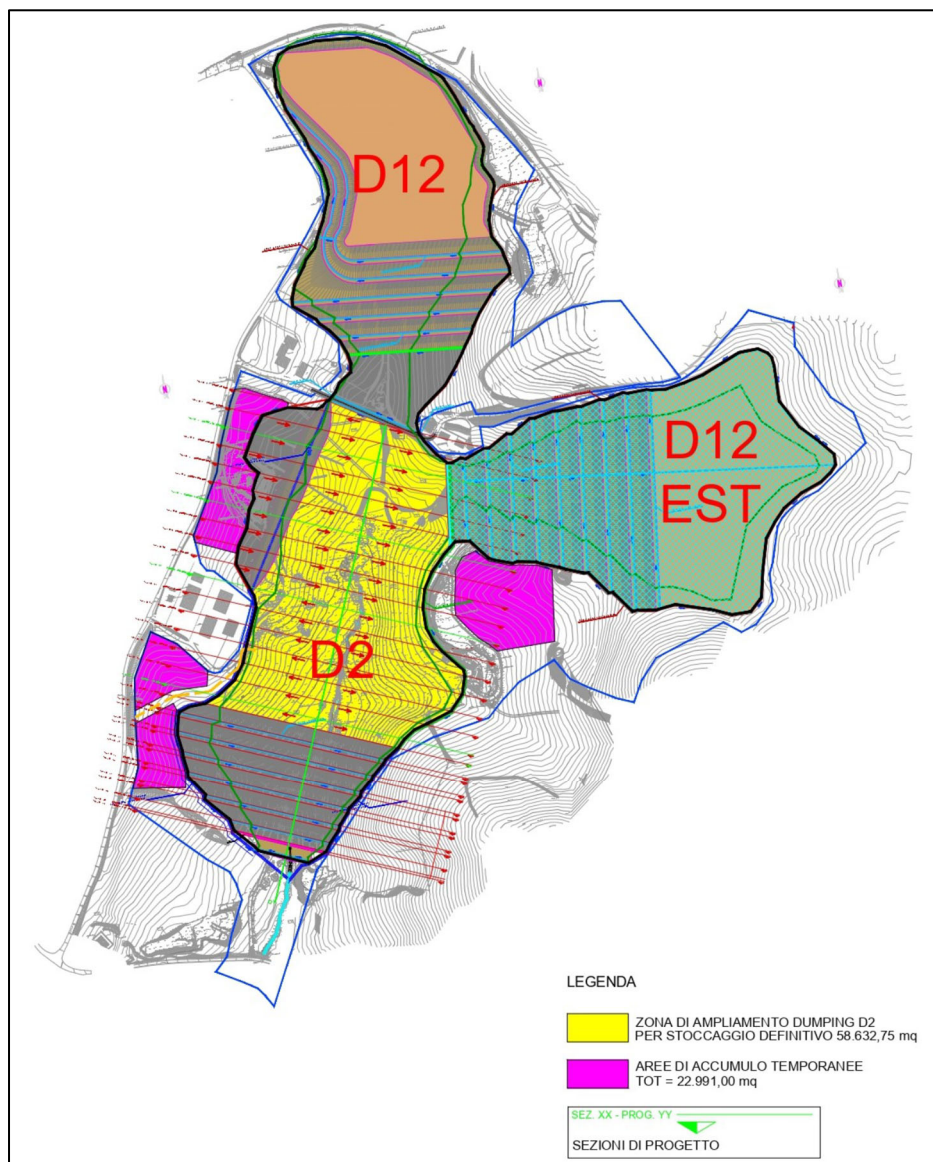 D12
D12
EST
D2
LEGENDA
ZONA DI AMPLIAMENTO DUMPING D2
PER STOCCAGGIO DEFINITIVO 58.632,75 mq
AREE DI ACCUMULO TEMPORANEE
TOT = 22.991,00 mq
SEZ. XX - PROG. YY
SEZIONI DI PROGETTO